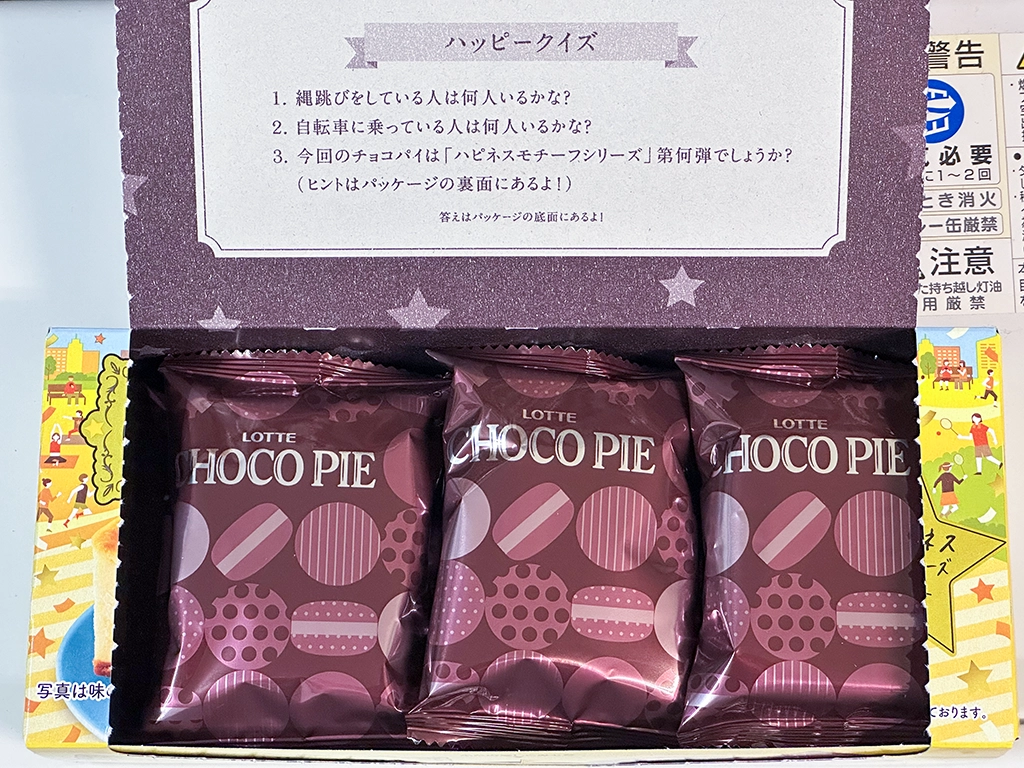 ハッピークイズ
1. 縄跳びをしている人は何人いるかな?
2. 自転車に乗っている人は何人いるかな?
3. 今回のチョコパイは「ハピネスモチーフシリーズ」第何弾でしょうか?
(ヒントはパッケージの裏面にあるよ!)
答えはパッケージの底面にあるよ!
警告
必要
に1～2回
とき消火
缶厳禁
注意
た持ち越し灯油
用厳禁
LOTTE
CHOCO PIE
LOTTE
CHOCO PIE
LOTTE
CHOCO PIE
ネス
ーズ
写真は味の
ております。